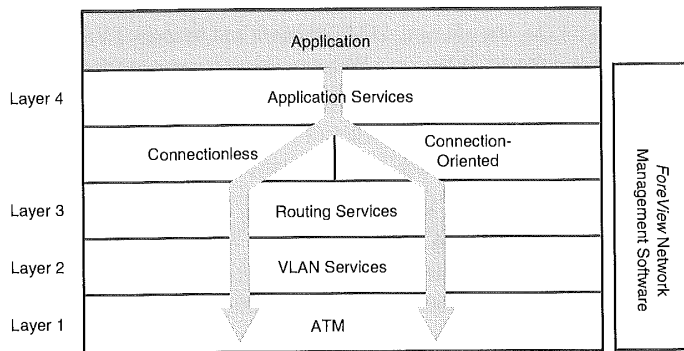 Application
Layer 4
Application Services
Connectionless
Connection-
Oriented
Layer 3
Routing Services
Layer 2
VLAN Services
Layer 1
ATM
ForeView Network
Management Software